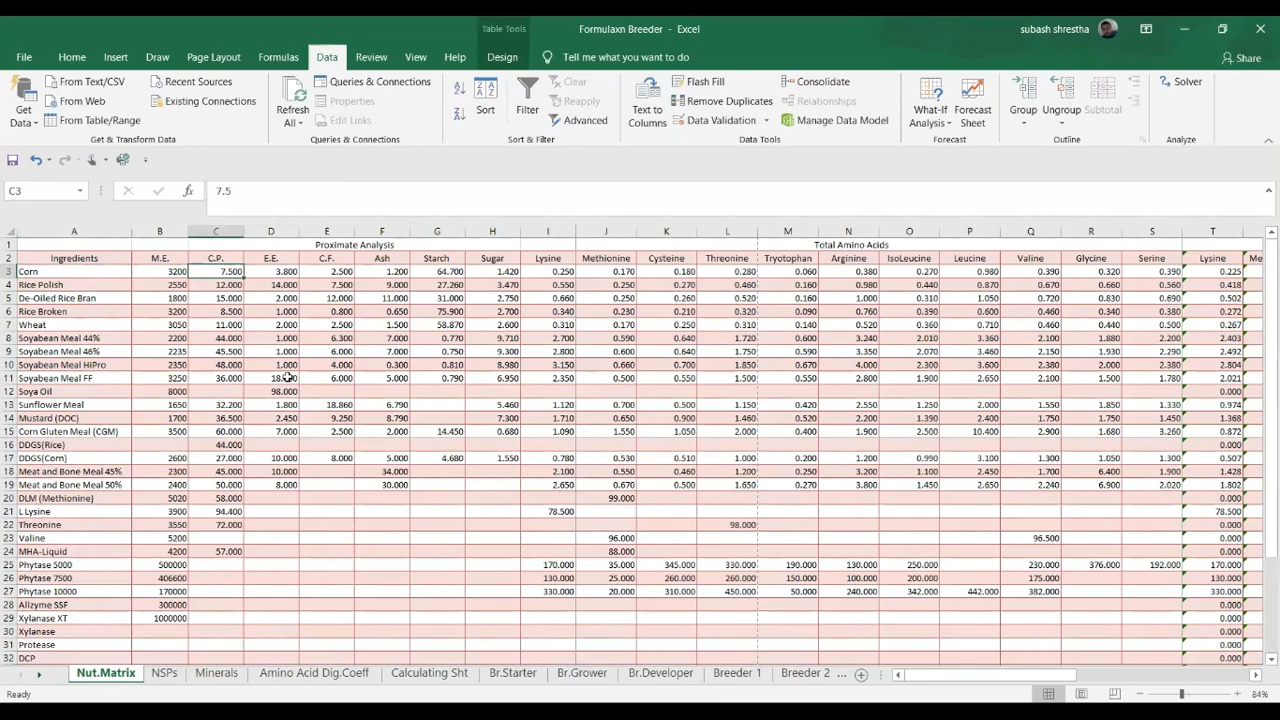 Table Tools
Formulaxn Breeder - Excel
subash shrestha
File Home Insert Draw Page Layout Formulas Data Review View Help Design Tell me what you want to do Share
Get Data
From Text/CSV
From Web
From Table/Range
Recent Sources
Existing Connections
Get & Transform Data
Refresh All
Queries & Connections
Properties
Edit Links
Queries & Connections
Sort
Filter
Clear
Reapply
Advanced
Sort & Filter
Text to Columns
Flash Fill
Remove Duplicates
Data Validation
Consolidate
Relationships
Manage Data Model
Data Tools
What-If Analysis
Forecast Sheet
Forecast
Group
Ungroup
Subtotal
Outline
Solver
Analyze
C3 fx 7.5
A B C D E F G H I J K L M N O P Q R S T
1 Proximate Analysis Total Amino Acids
2 Ingredients M.E. C.P. E.E. C.F. Ash Starch Sugar Lysine Methionine Cysteine Threonine Tryotophan Arginine IsoLeucine Leucine Valine Glycine Serine Lysine Me
3 Corn 3200 7.500 3.800 2.500 1.200 64.700 1.420 0.250 0.170 0.180 0.280 0.060 0.380 0.270 0.980 0.390 0.320 0.390 0.225
4 Rice Polish 2550 12.000 14.000 7.500 9.000 27.260 3.470 0.550 0.250 0.270 0.460 0.160 0.980 0.440 0.870 0.670 0.660 0.560 0.418
5 De-Oiled Rice Bran 1800 15.000 2.000 12.000 11.000 31.000 2.750 0.660 0.250 0.260 0.520 0.160 1.010 0.310 1.050 0.720 0.830 0.690 0.502
6 Rice Broken 3200 8.500 1.000 0.800 0.650 75.900 2.700 0.340 0.230 0.210 0.320 0.090 0.760 0.390 0.600 0.460 0.340 0.380 0.272
7 Wheat 3050 11.000 2.000 2.500 1.500 58.870 2.600 0.310 0.170 0.250 0.310 0.140 0.520 0.360 0.710 0.460 0.440 0.500 0.267
8 Soyabean Meal 44% 2200 44.000 1.000 6.300 7.000 0.770 9.710 2.700 0.590 0.640 1.720 0.600 3.240 2.010 3.360 2.100 1.880 2.250 2.403
9 Soyabean Meal 46% 2235 45.500 1.000 6.000 7.000 0.750 9.300 2.800 0.600 0.640 1.750 0.590 3.350 2.060 3.460 2.150 1.930 2.290 2.492
10 Soyabean Meal HiPro 2350 48.000 1.000 4.000 0.300 0.810 8.980 3.150 0.660 0.700 1.850 0.670 4.000 2.300 3.600 2.400 2.280 2.380 2.804
11 Soyabean Meal FF 3250 36.000 6.000 5.000 0.790 6.950 2.350 0.500 0.550 1.500 0.550 2.800 1.900 2.650 2.100 1.500 1.780 2.021
12 Soya Oil 8000 98.000 0.000
13 Sunflower Meal 1650 32.200 1.800 18.860 6.790 5.460 1.120 0.700 0.500 1.150 0.420 2.550 1.230 2.000 1.550 1.850 1.330 0.974
14 Mustard (DOC) 1700 36.500 2.450 9.250 8.790 7.300 1.710 0.650 0.900 1.460 0.520 2.210 1.390 2.400 1.750 1.750 1.450 1.368
15 Corn Gluten Meal (CGM) 3500 60.000 7.000 2.500 2.000 14.450 0.680 1.090 1.550 1.050 2.000 0.400 1.900 2.500 10.400 2.900 1.680 3.260 0.872
16 DDGS(Rice) 44.000 0.000
17 DDGS(Corn) 2600 27.000 10.000 8.000 5.000 4.680 1.550 0.780 0.530 0.510 1.000 0.200 1.200 0.990 3.100 1.300 1.050 1.300 0.507
18 Meat and Bone Meal 45% 2300 45.000 10.000 34.000 2.100 0.550 0.460 1.200 0.250 3.200 1.100 2.450 1.700 6.400 1.900 1.428
19 Meat and Bone Meal 50% 2400 50.000 8.000 30.000 2.650 0.670 0.500 1.650 0.270 3.800 1.450 2.650 2.240 6.900 2.020 1.802
20 DLM (Methionine) 5020 58.000 99.000 0.000
21 L Lysine 3900 94.400 78.500 78.500
22 Threonine 3550 72.000 98.000 0.000
23 Valine 5200 96.000 96.500 0.000
24 MHA-Liquid 4200 57.000 88.000 0.000
25 Phytase 5000 500000 170.000 35.000 345.000 330.000 190.000 130.000 250.000 230.000 376.000 192.000 170.000
26 Phytase 7500 406600 130.000 25.000 260.000 260.000 150.000 100.000 200.000 175.000 130.000
27 Phytase 10000 170000 330.000 20.000 310.000 450.000 50.000 240.000 342.000 442.000 382.000 330.000
28 Allzyme SSF 300000 0.000
29 Xylanase XT 1000000 0.000
30 Xylanase 0.000
31 Protease 0.000
32 DCP 0.000
Nut.Matrix NSPs Minerals Amino Acid Dig.Coeff Calculating Sht Br.Starter Br.Grower Br.Developer Breeder 1 Breeder 2 ...
Ready 84%